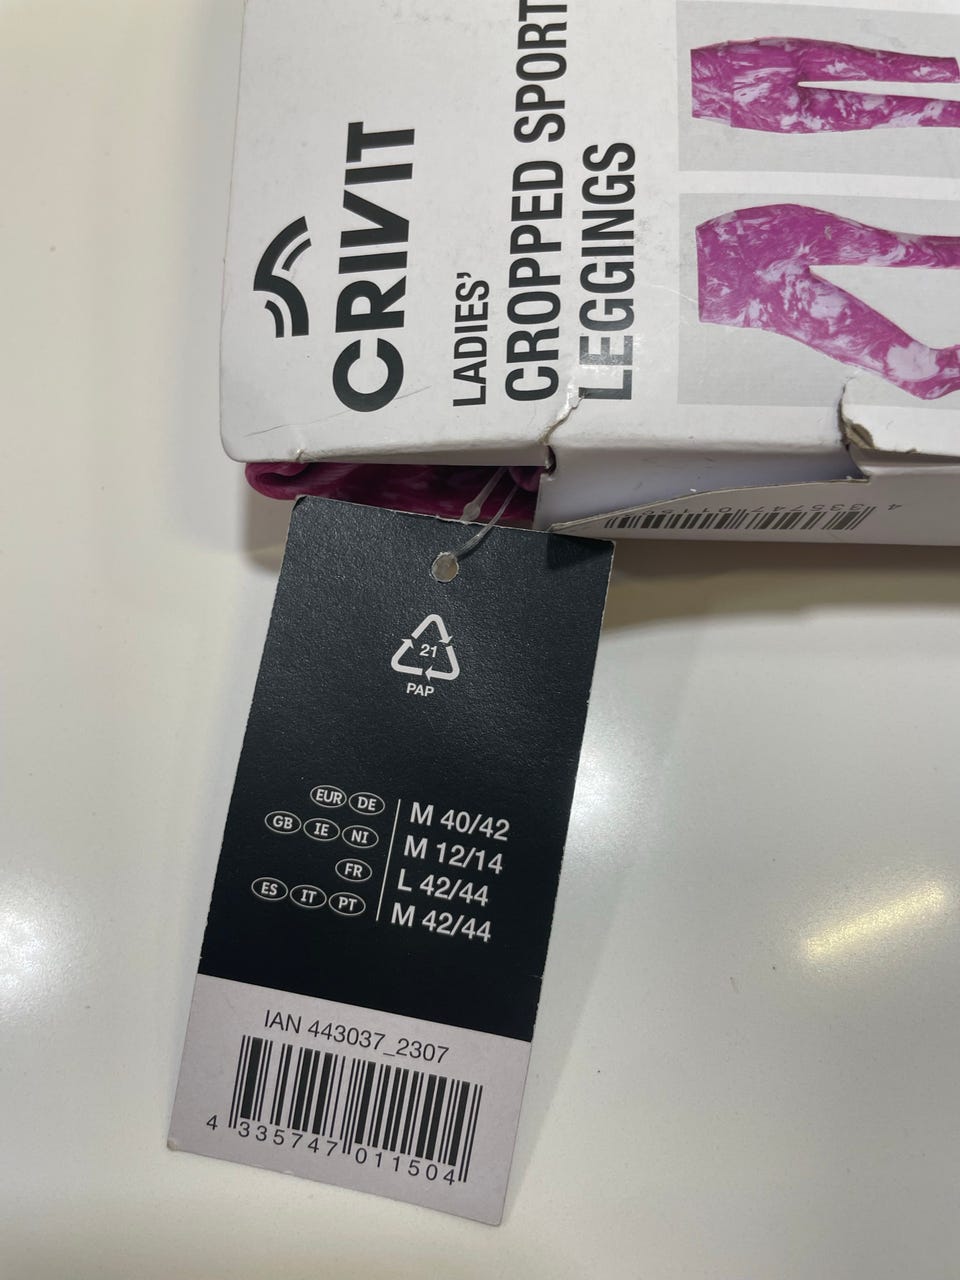 CRIVIT
LADIES'
CROPPED SPORT
LEGGINGS
21
PAP
EUR DE M 40/42
GB IE NI M 12/14
FR L 42/44
ES IT PT M 42/44
IAN 443037_2307
4 335747 011504